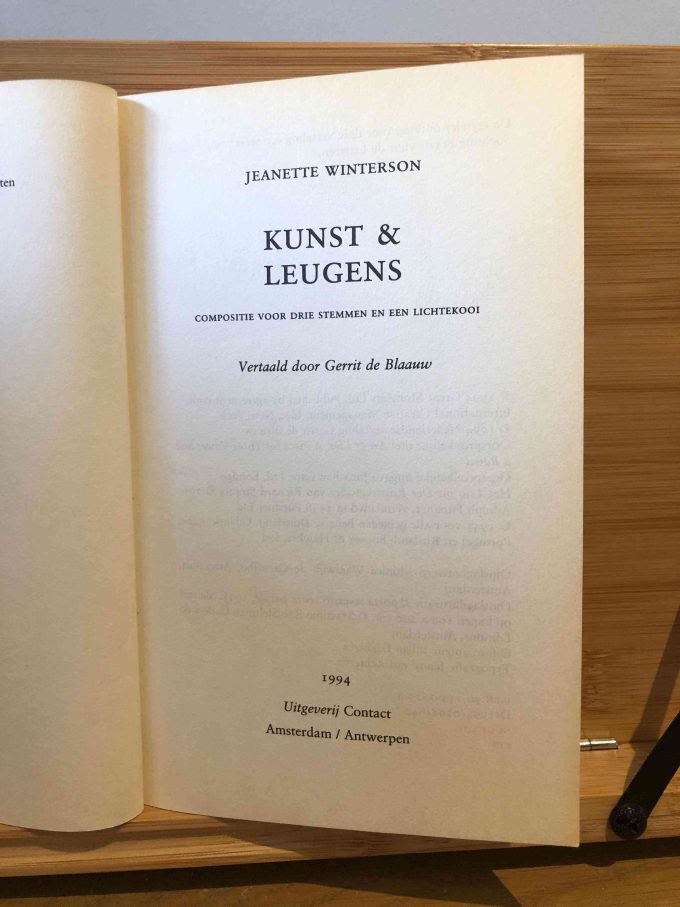 ten
JEANETTE WINTERSON
KUNST &
LEUGENS
COMPOSITIE VOOR DRIE STEMMEN EN EEN LICHTEKOOI
Vertaald door Gerrit de Blaauw
1994
Uitgeverij Contact
Amsterdam / Antwerpen